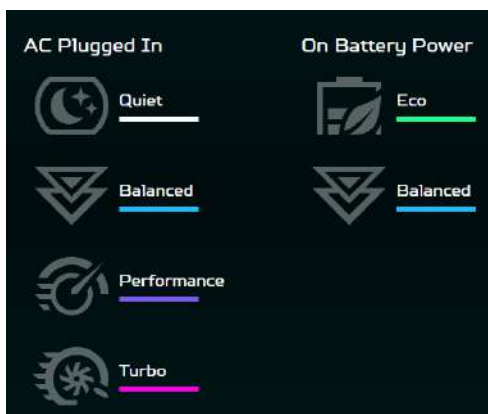 AC Plugged In
On Battery Power
Quiet
Eco
Balanced
Balanced
Performance
Turbo